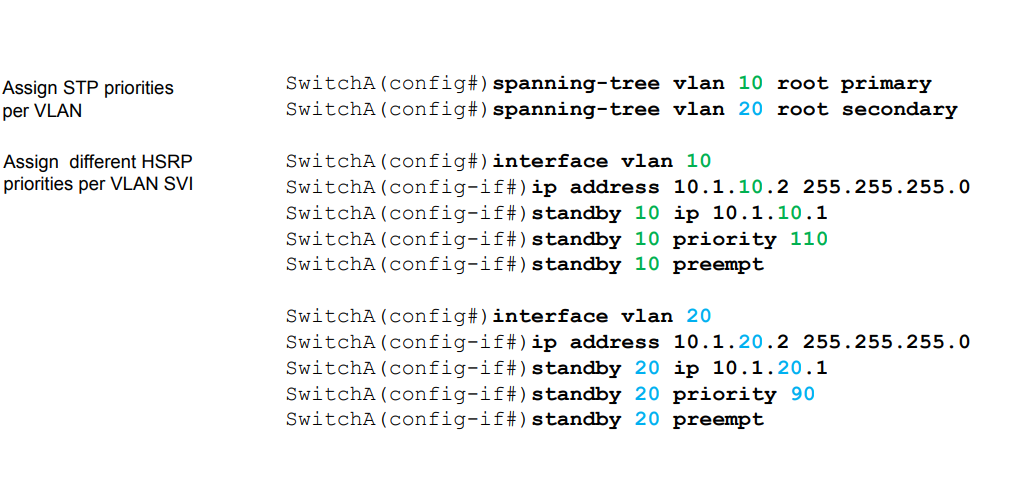 Assign STP priorities
per VLAN
SwitchA(config#)spanning-tree vlan 10 root primary
SwitchA(config#)spanning-tree vlan 20 root secondary
Assign  different HSRP
priorities per VLAN SVI
SwitchA(config#)interface vlan 10
SwitchA(config-if#)ip address 10.1.10.2 255.255.255.0
SwitchA(config-if#)standby 10 ip 10.1.10.1
SwitchA(config-if#)standby 10 priority 110
SwitchA(config-if#)standby 10 preempt
SwitchA(config#)interface vlan 20
SwitchA(config-if#)ip address 10.1.20.2 255.255.255.0
SwitchA(config-if#)standby 20 ip 10.1.20.1
SwitchA(config-if#)standby 20 priority 90
SwitchA(config-if#)standby 20 preempt